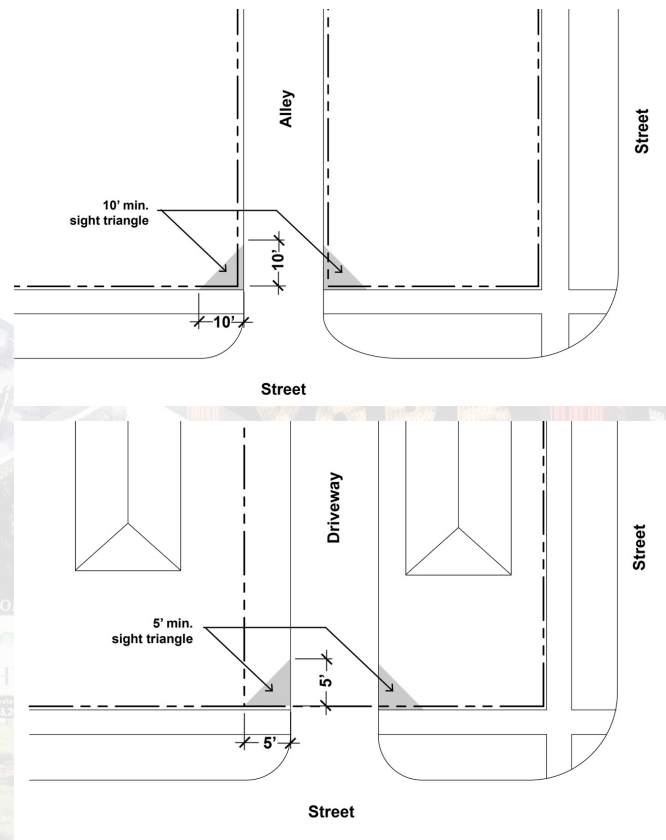 Alley
Street
10' min.
sight triangle
10'
10'
Street
Driveway
Street
5' min.
sight triangle
5'
5'
Street